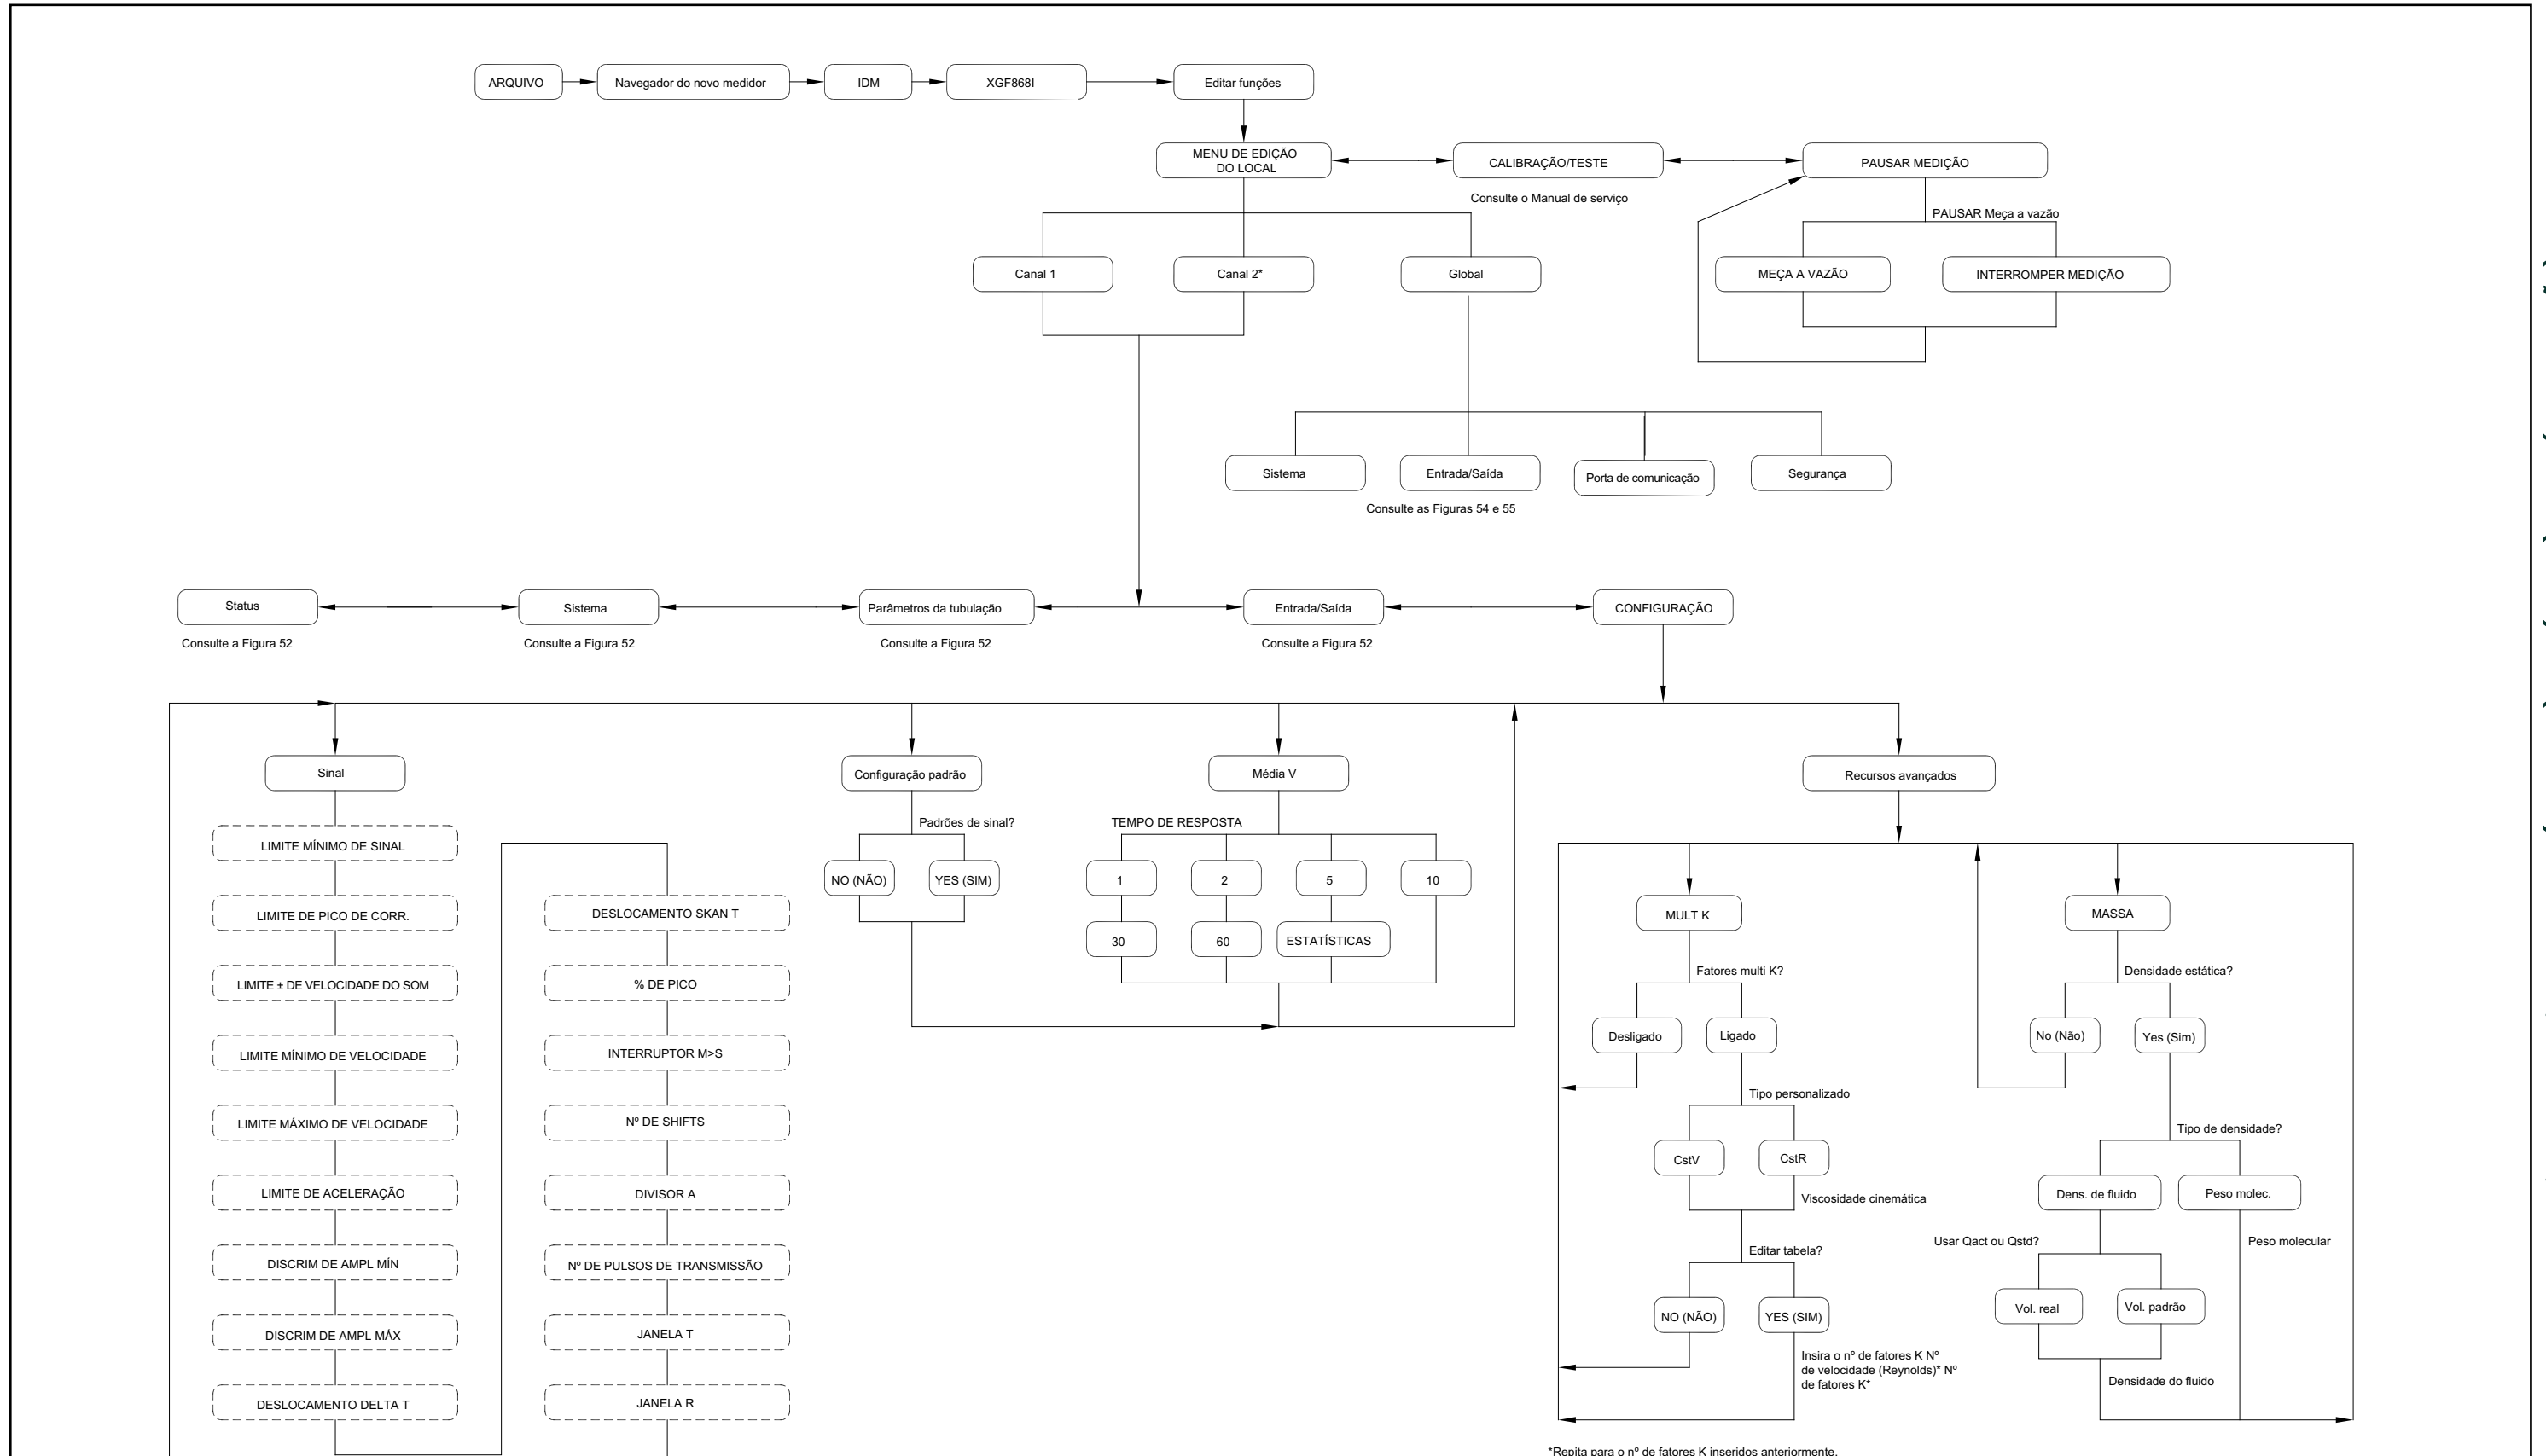 ARQUIVO
Navegador do novo medidor
IDM
XGF868I
Editar funções
MENU DE EDIÇÃO
DO LOCAL
CALIBRAÇÃO/TESTE
PAUSAR MEDIÇÃO
Consulte o Manual de serviço
PAUSAR Meça a vazão
Canal 1
Canal 2*
Global
MEÇA A VAZÃO
INTERROMPER MEDIÇÃO
Sistema
Entrada/Saída
Porta de comunicação
Segurança
Consulte as Figuras 54 e 55
Status
Sistema
Parâmetros da tubulação
Entrada/Saída
CONFIGURAÇÃO
Consulte a Figura 52
Consulte a Figura 52
Consulte a Figura 52
Consulte a Figura 52
Sinal
LIMITE MÍNIMO DE SINAL
LIMITE DE PICO DE CORR.
LIMITE ± DE VELOCIDADE DO SOM
LIMITE MÍNIMO DE VELOCIDADE
LIMITE MÁXIMO DE VELOCIDADE
LIMITE DE ACELERAÇÃO
DISCRIM DE AMPL MÍN
DISCRIM DE AMPL MÁX
DESLOCAMENTO DELTA T
DESLOCAMENTO SKAN T
% DE PICO
INTERRUPTOR M>S
Nº DE SHIFTS
DIVISOR A
Nº DE PULSOS DE TRANSMISSÃO
JANELA T
JANELA R
Configuração padrão
Padrões de sinal?
NO (NÃO)
YES (SIM)
Média V
TEMPO DE RESPOSTA
1
2
5
10
30
60
ESTATÍSTICAS
Recursos avançados
MULT K
Fatores multi K?
Desligado
Ligado
Tipo personalizado
CstV
CstR
Viscosidade cinemática
Editar tabela?
NO (NÃO)
YES (SIM)
Insira o nº de fatores K Nº
de velocidade (Reynolds)* Nº
de fatores K*
MASSA
Densidade estática?
No (Não)
Yes (Sim)
Tipo de densidade?
Dens. de fluido
Peso molec.
Usar Qact ou Qstd?
Peso molecular
Vol. real
Vol. padrão
Densidade do fluido
*Repita para o nº de fatores K inseridos anteriormente.